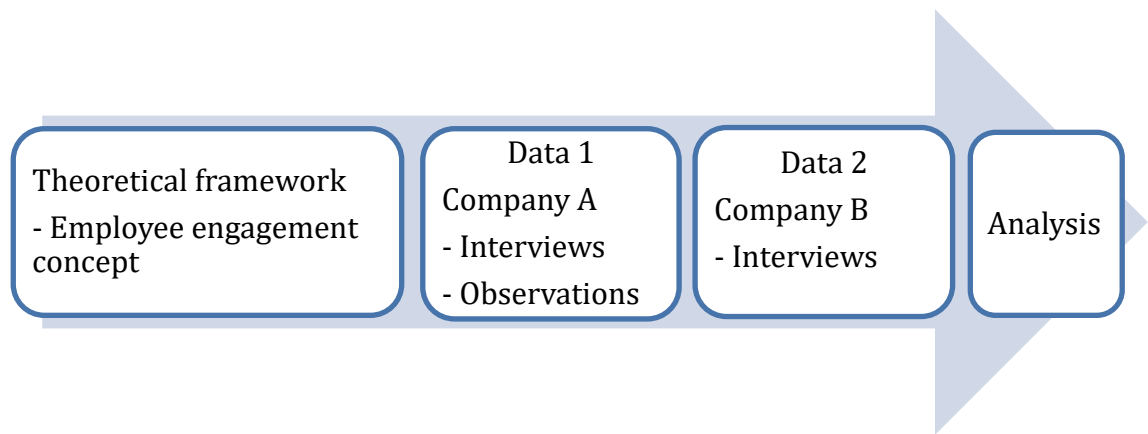 Theoretical framework
- Employee engagement
concept
Data 1
Company A
- Interviews
- Observations
Data 2
Company B
- Interviews
Analysis